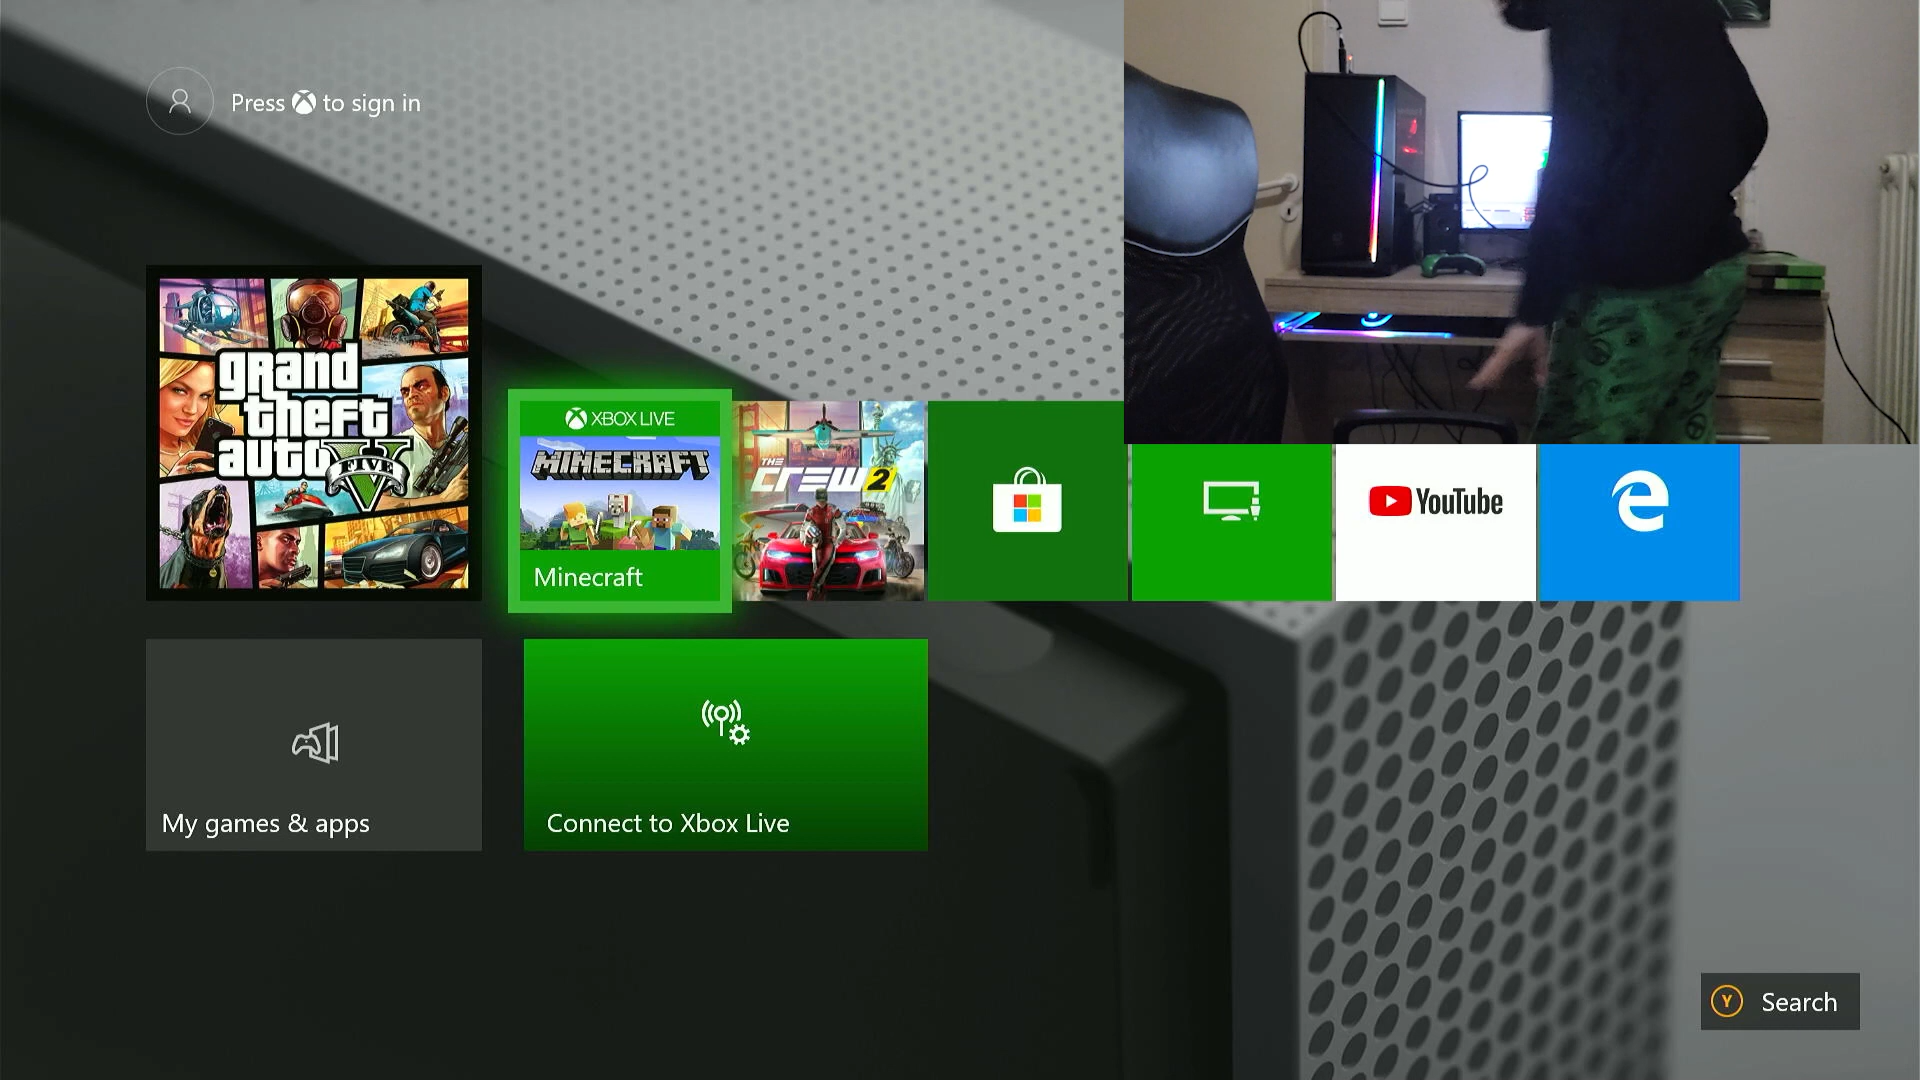 Press to sign in
grand
theft
auto
FIVE
XBOX LIVE
MINECRAFT
Minecraft
THE
CREW 2
YouTube
My games & apps
Connect to Xbox Live
Y Search